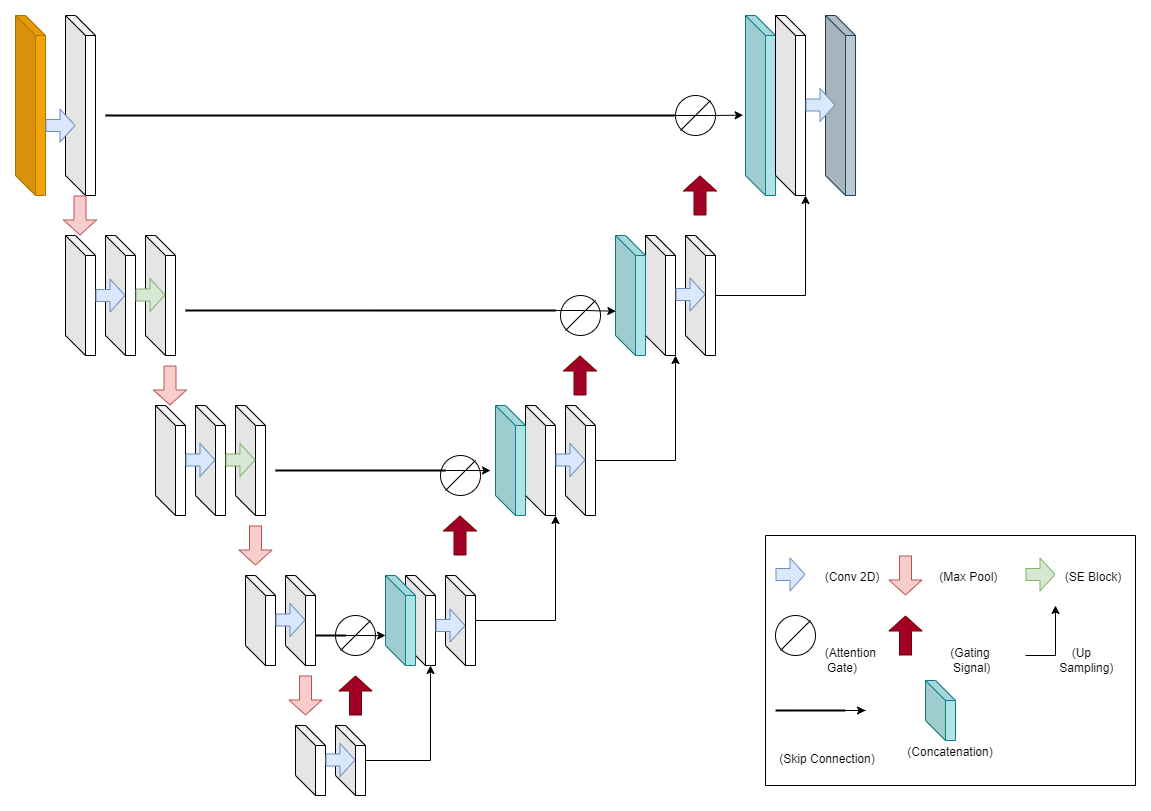 (Conv 2D)
(Max Pool)
(SE Block)
(Attention
Gate)
(Gating
Signal)
(Up
Sampling)
(Skip Connection)
(Concatenation)